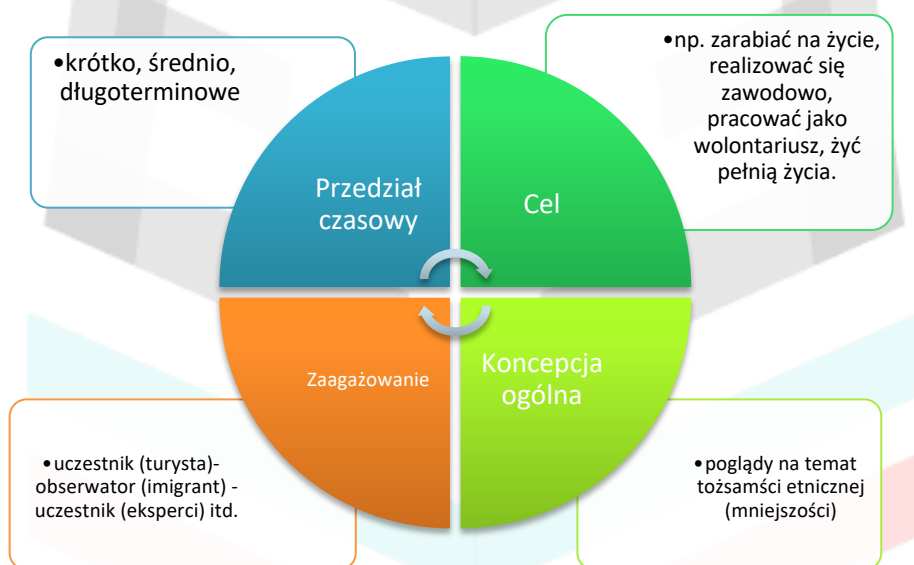 •krótko, średnio,
długoterminowe
•np. zarabiać na życie,
realizować się
zawodowo,
pracować jako
wolontariusz, żyć
pełnią życia.
Przedział
czasowy
Cel
Zaagażowanie
Koncepcja
ogólna
•uczestnik (turysta)-
obserwator (imigrant) -
uczestnik (eksperci) itd.
•poglądy na temat
tożsamści etnicznej
(mniejszości)